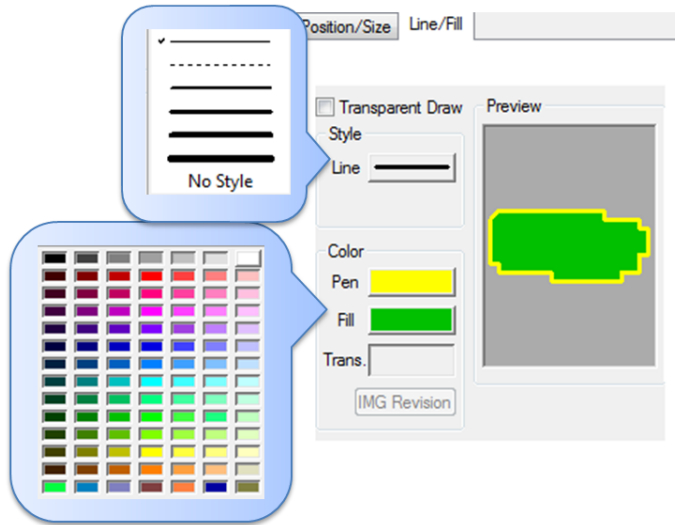 Position/Size
Line/Fill
No Style
Transparent Draw
Preview
Style
Line
Color
Pen
Fill
Trans.
IMG Revision